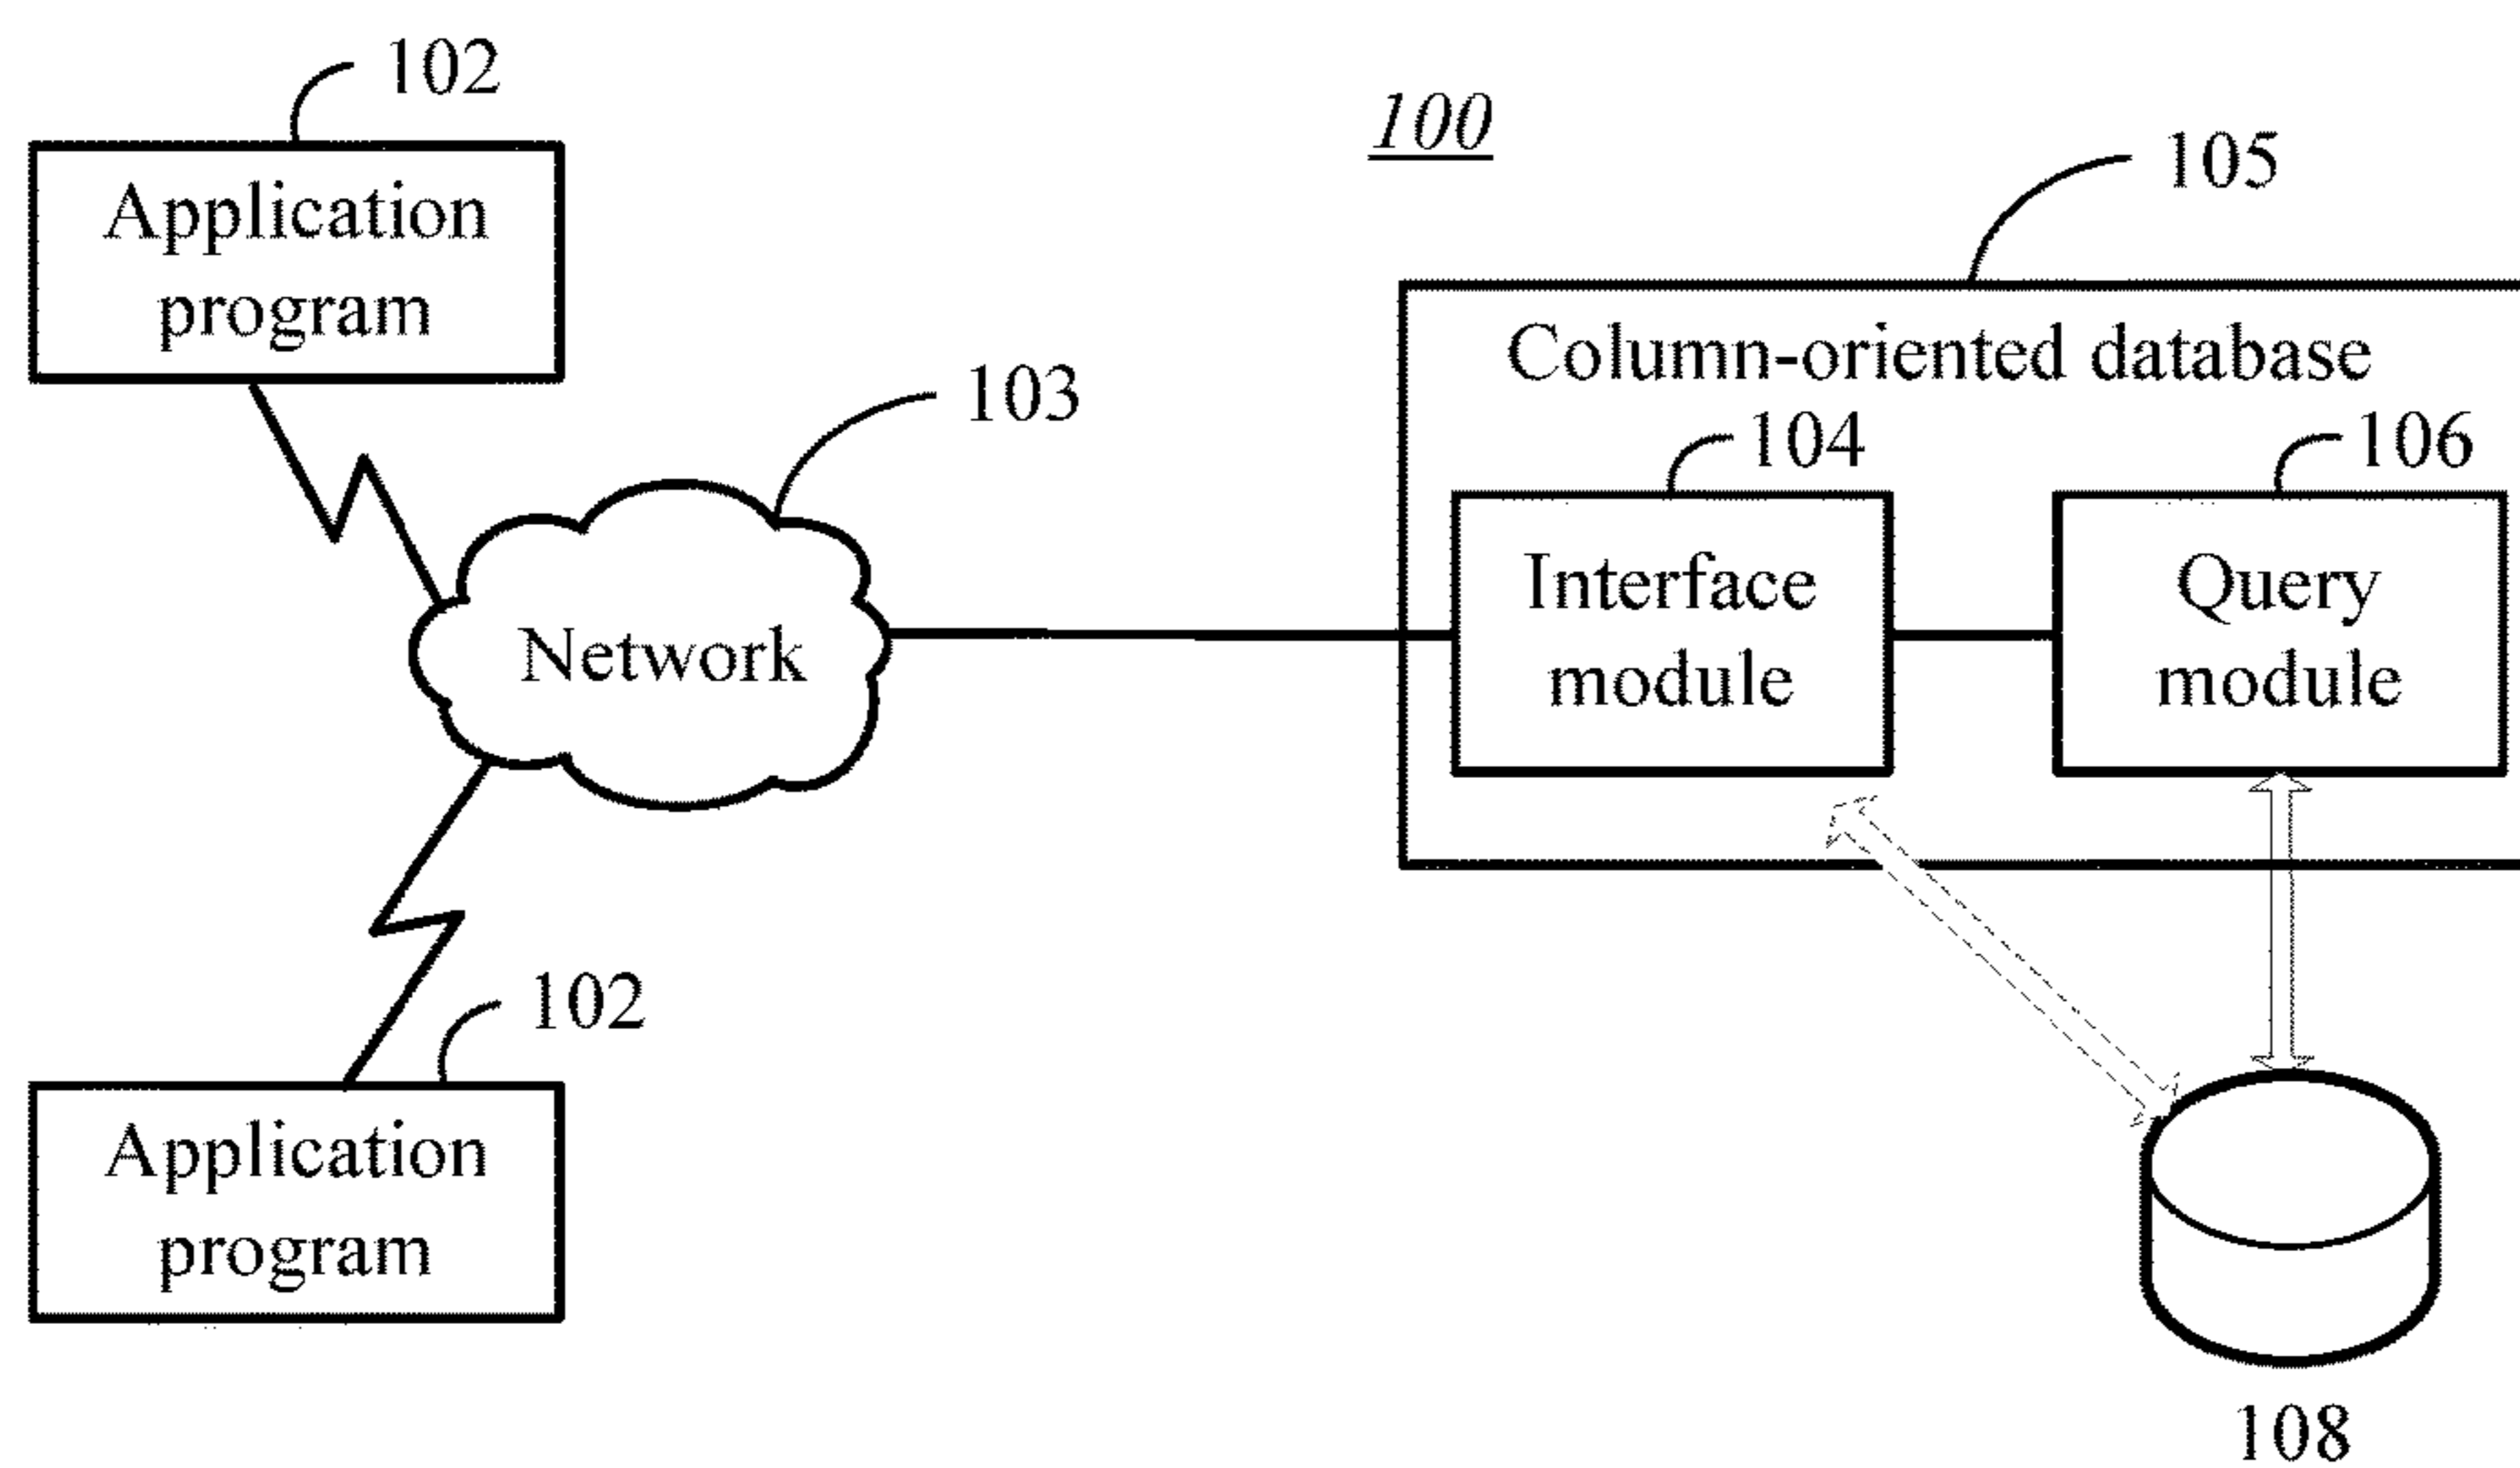 102
Application
program
100
105
103
Column-oriented database
104
106
Interface
module
Query
module
Network
102
Application
program
108